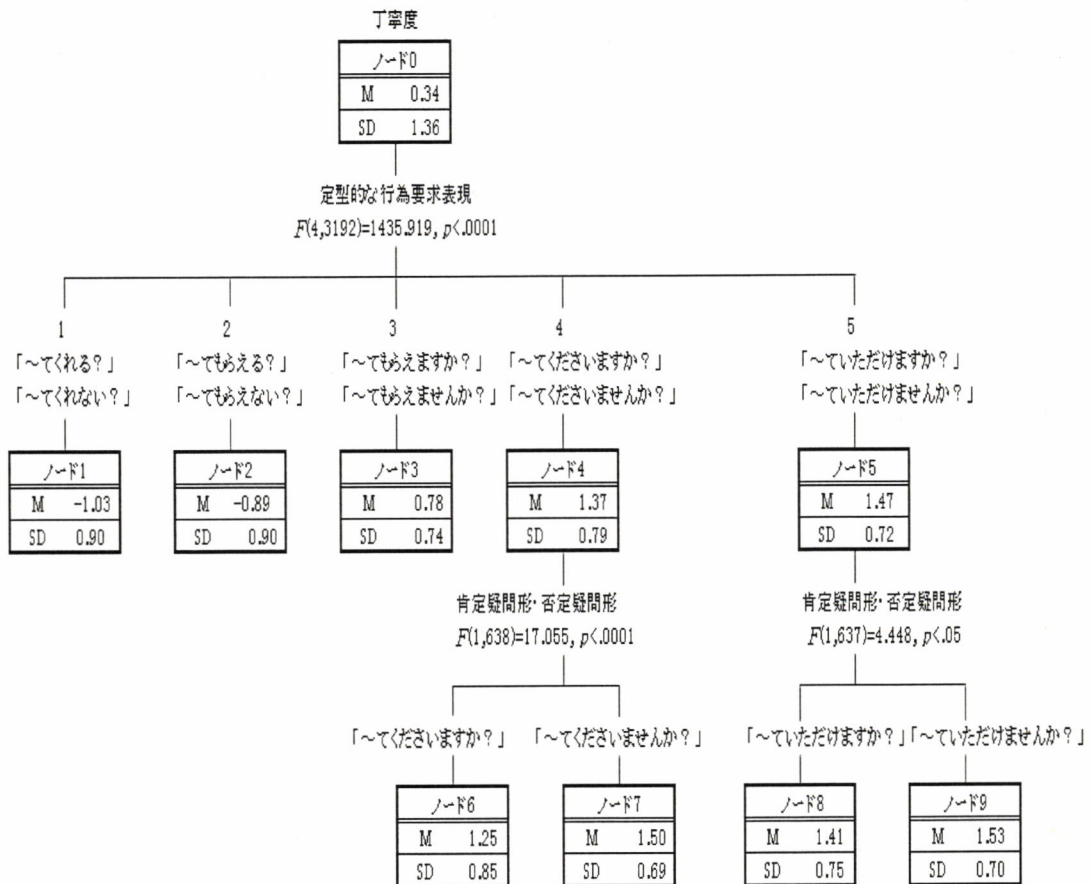 丁寧度
ノード0
M 0.34
SD 1.36
定型的な行為要求表現
F(4,3192)=1435.919, p<.0001
1 2 3 4 5
「～てくれる？」 「～てもらえる？」 「～てもらえますか？」 「～てくださいますか？」 「～ていただけますか？」
「～てくれない？」 「～てもらえない？」 「～てもらえませんか？」 「～てくださいませんか？」 「～ていただけませんか？」
ノード1 ノード2 ノード3 ノード4 ノード5
M -1.03 M -0.89 M 0.78 M 1.37 M 1.47
SD 0.90 SD 0.90 SD 0.74 SD 0.79 SD 0.72
肯定疑問形・否定疑問形 肯定疑問形・否定疑問形
F(1,638)=17.055, p<.0001 F(1,637)=4.448, p<.05
「～てくださいますか？」 「～てくださいませんか？」 「～ていただけますか？」 「～ていただけませんか？」
ノード6 ノード7 ノード8 ノード9
M 1.25 M 1.50 M 1.41 M 1.53
SD 0.85 SD 0.69 SD 0.75 SD 0.70